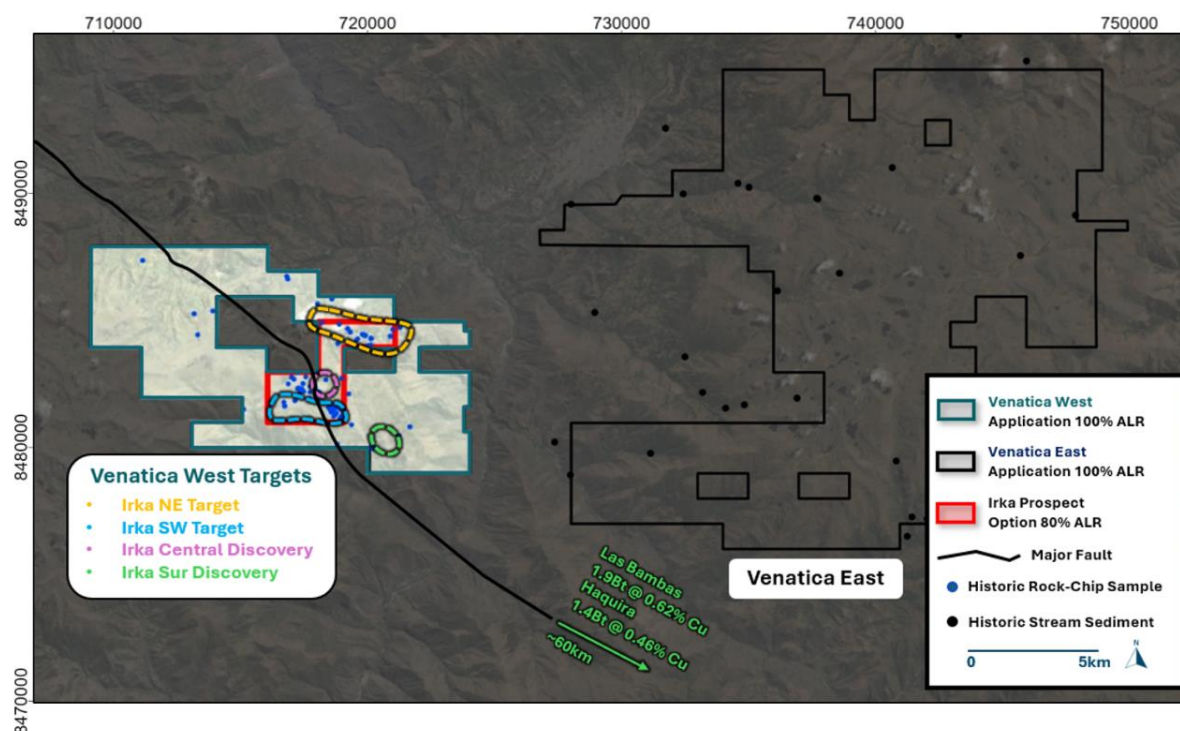 710000
720000
730000
740000
750000
8490000
8480000
8470000
Venatica West Targets
• Irka NE Target
• Irka SW Target
• Irka Central Discovery
• Irka Sur Discovery
Las Bambas
1.9Bt @ 0.62% Cu
Haquira
1.4Bt @ 0.46% Cu
~60km
Venatica East
Venatica West
Application 100% ALR
Venatica East
Application 100% ALR
Irka Prospect
Option 80% ALR
Major Fault
Historic Rock-Chip Sample
Historic Stream Sediment
0 5km
N